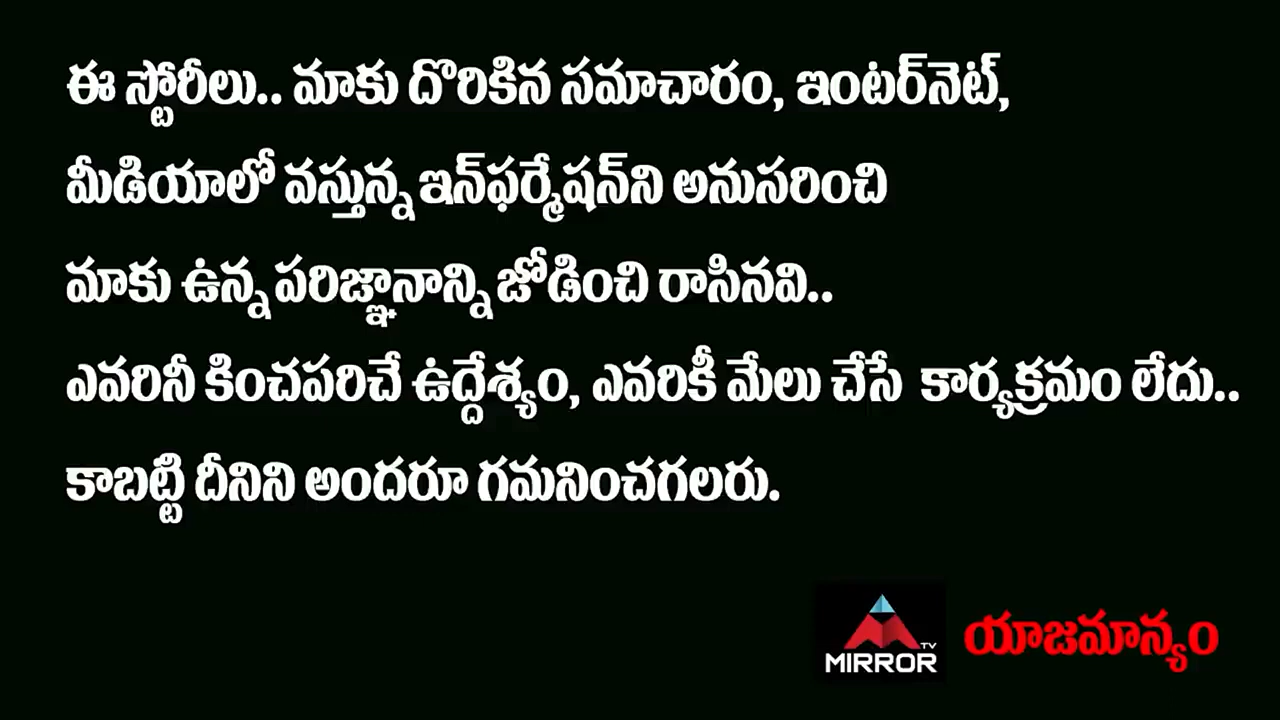 ఈ స్టోరీలు.. మాకు దొరికిన సమాచారం, ఇంటర్‌నెట్,
మీడియాలో వస్తున్న ఇన్‌ఫర్మేషన్‌ని అనుసరించి
మాకు ఉన్న పరిజ్ఞానాన్ని జోడించి రాసినవి..
ఎవరినీ కించపరిచే ఉద్దేశ్యం, ఎవరికీ మేలు చేసే కార్యక్రమం లేదు..
కాబట్టి దీనిని అందరూ గమనించగలరు.
TV
MIRROR
యాజమాన్యం